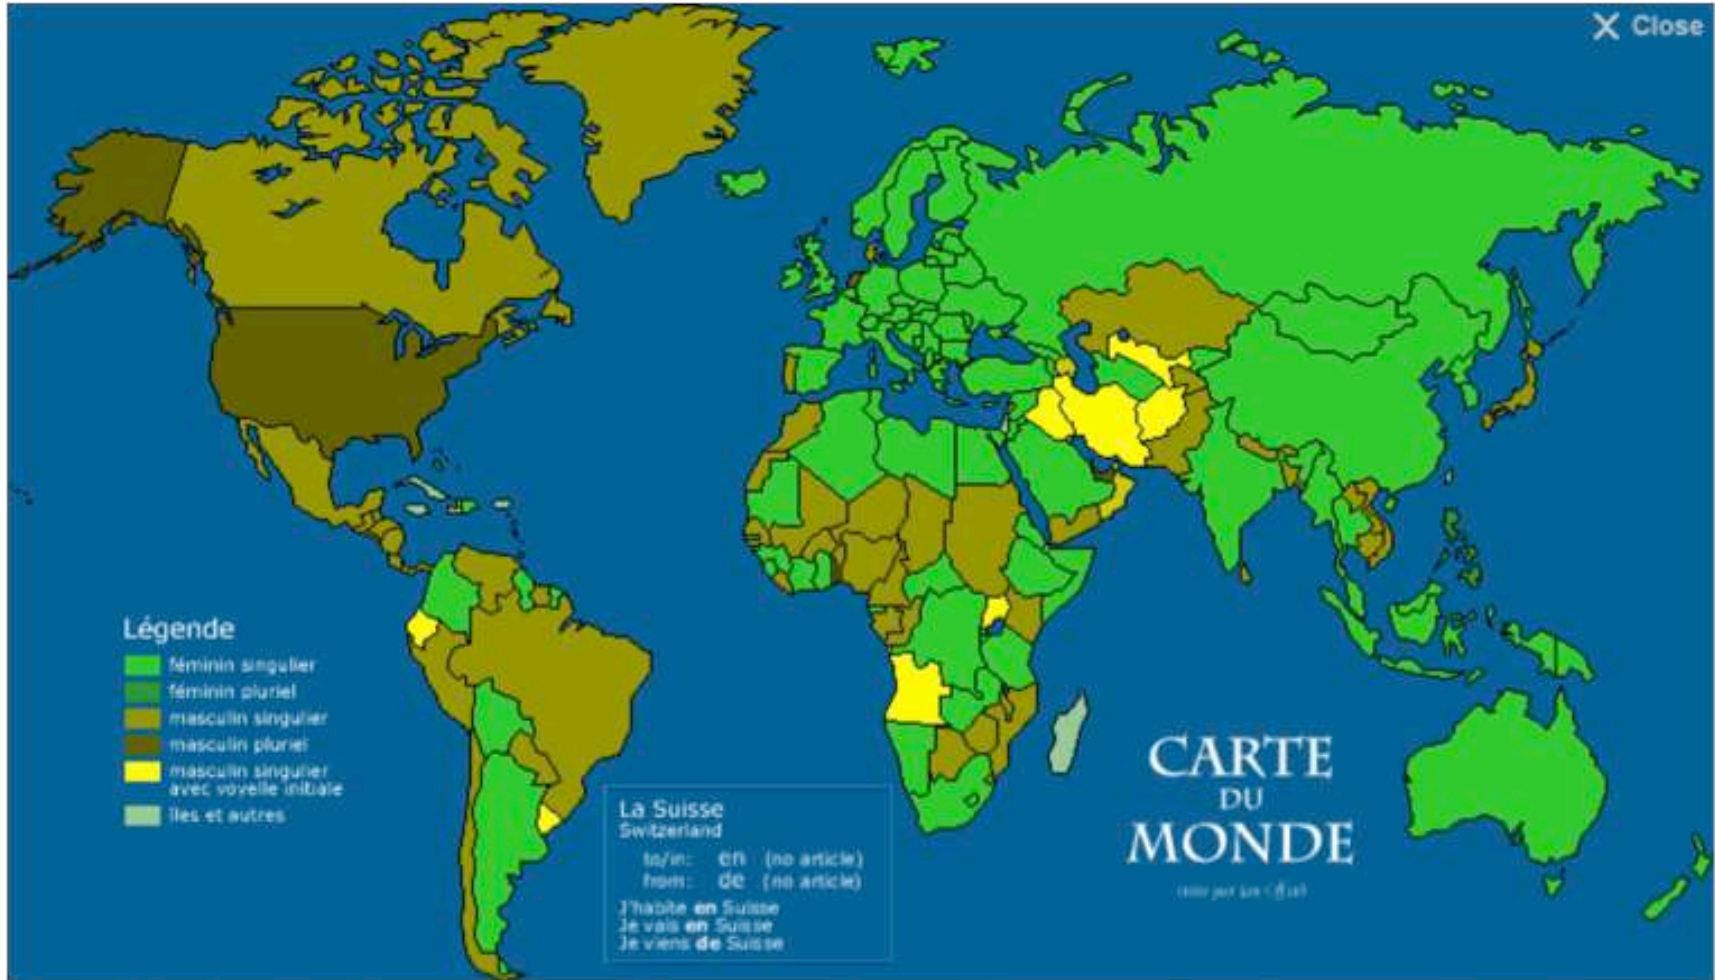 Close
Légende
féminin singulier
féminin pluriel
masculin singulier
masculin pluriel
masculin singulier
avec voyelle initiale
îles et autres
La Suisse
Switzerland
to/in: en (no article)
from: de (no article)
J'habite en Suisse
Je vais en Suisse
Je viens de Suisse
CARTE
DU
MONDE